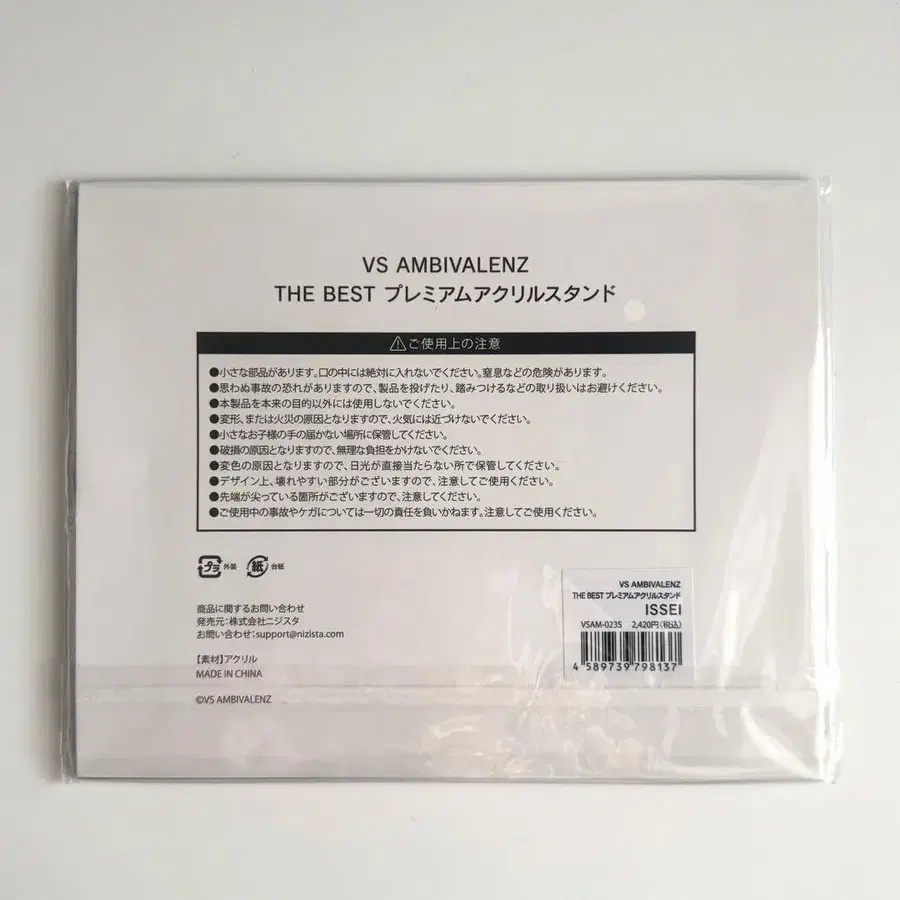 VS AMBIVALENZ
THE BEST プレミアムアクリルスタンド
⚠ご使用上の注意
●小さな部品があります。口の中には絶対に入れないでください。窒息などの危険があります。
●思わぬ事故の恐れがありますので、製品を投げたり、踏みつけるなどの取り扱いはお避けください。
●本製品を本来の目的以外には使用しないでください。
●変形、または火災の原因となりますので、火気には近づけないでください。
●小さなお子様の手の届かない場所に保管してください。
●破損の原因となりますので、無理な負担をかけないでください。
●変色の原因となりますので、日光が直接当たらない所で保管してください。
●デザイン上、壊れやすい部分がございますので、注意してご使用ください。
●先端が尖っている箇所がございますので、注意してください。
●ご使用中の事故やケガについては一切の責任を負いかねます。注意してご使用ください。
プラ 外装 紙 台紙
商品に関するお問い合わせ
発売元：株式会社ニジスタ
お問い合わせ：support@nizista.com
【素材】アクリル
MADE IN CHINA
©VS AMBIVALENZ
VS AMBIVALENZ
THE BEST プレミアムアクリルスタンド
ISSEI
VSAM-0235 2,420円(税込)
4 589739 798137